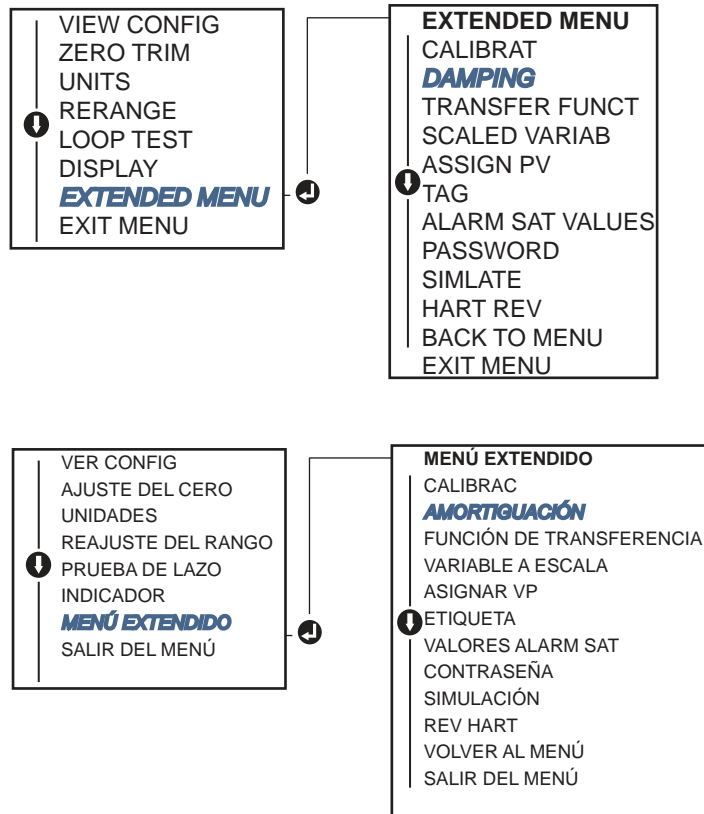 VIEW CONFIG
ZERO TRIM
UNITS
RERANGE
LOOP TEST
DISPLAY
EXTENDED MENU
EXIT MENU
EXTENDED MENU
CALIBRAT
DAMPING
TRANSFER FUNCT
SCALED VARIAB
ASSIGN PV
TAG
ALARM SAT VALUES
PASSWORD
SIMLATE
HART REV
BACK TO MENU
EXIT MENU
VER CONFIG
AJUSTE DEL CERO
UNIDADES
REAJUSTE DEL RANGO
PRUEBA DE LAZO
INDICADOR
MENÚ EXTENDIDO
SALIR DEL MENÚ
MENÚ EXTENDIDO
CALIBRAC
AMORTIGUACIÓN
FUNCIÓN DE TRANSFERENCIA
VARIABLE A ESCALA
ASIGNAR VP
ETIQUETA
VALORES ALARM SAT
CONTRASEÑA
SIMULACIÓN
REV HART
VOLVER AL MENÚ
SALIR DEL MENÚ